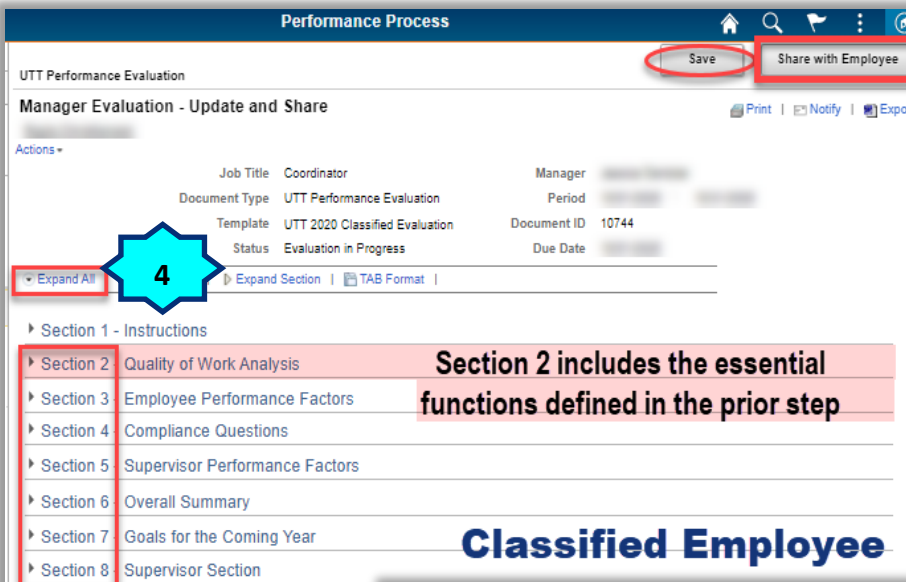 Performance Process
Save
Share with Employee
UTT Performance Evaluation
Manager Evaluation - Update and Share
Print | Notify | Expo
Actions
Job Title Coordinator Manager
Document Type UTT Performance Evaluation Period
Template UTT 2020 Classified Evaluation Document ID 10744
Status Evaluation in Progress Due Date
Expand All 4 | Expand Section | TAB Format |
Section 1 - Instructions
Section 2 - Quality of Work Analysis
Section 2 includes the essential
functions defined in the prior step
Section 3 - Employee Performance Factors
Section 4 - Compliance Questions
Section 5 - Supervisor Performance Factors
Section 6 - Overall Summary
Section 7 - Goals for the Coming Year
Classified Employee
Section 8 - Supervisor Section